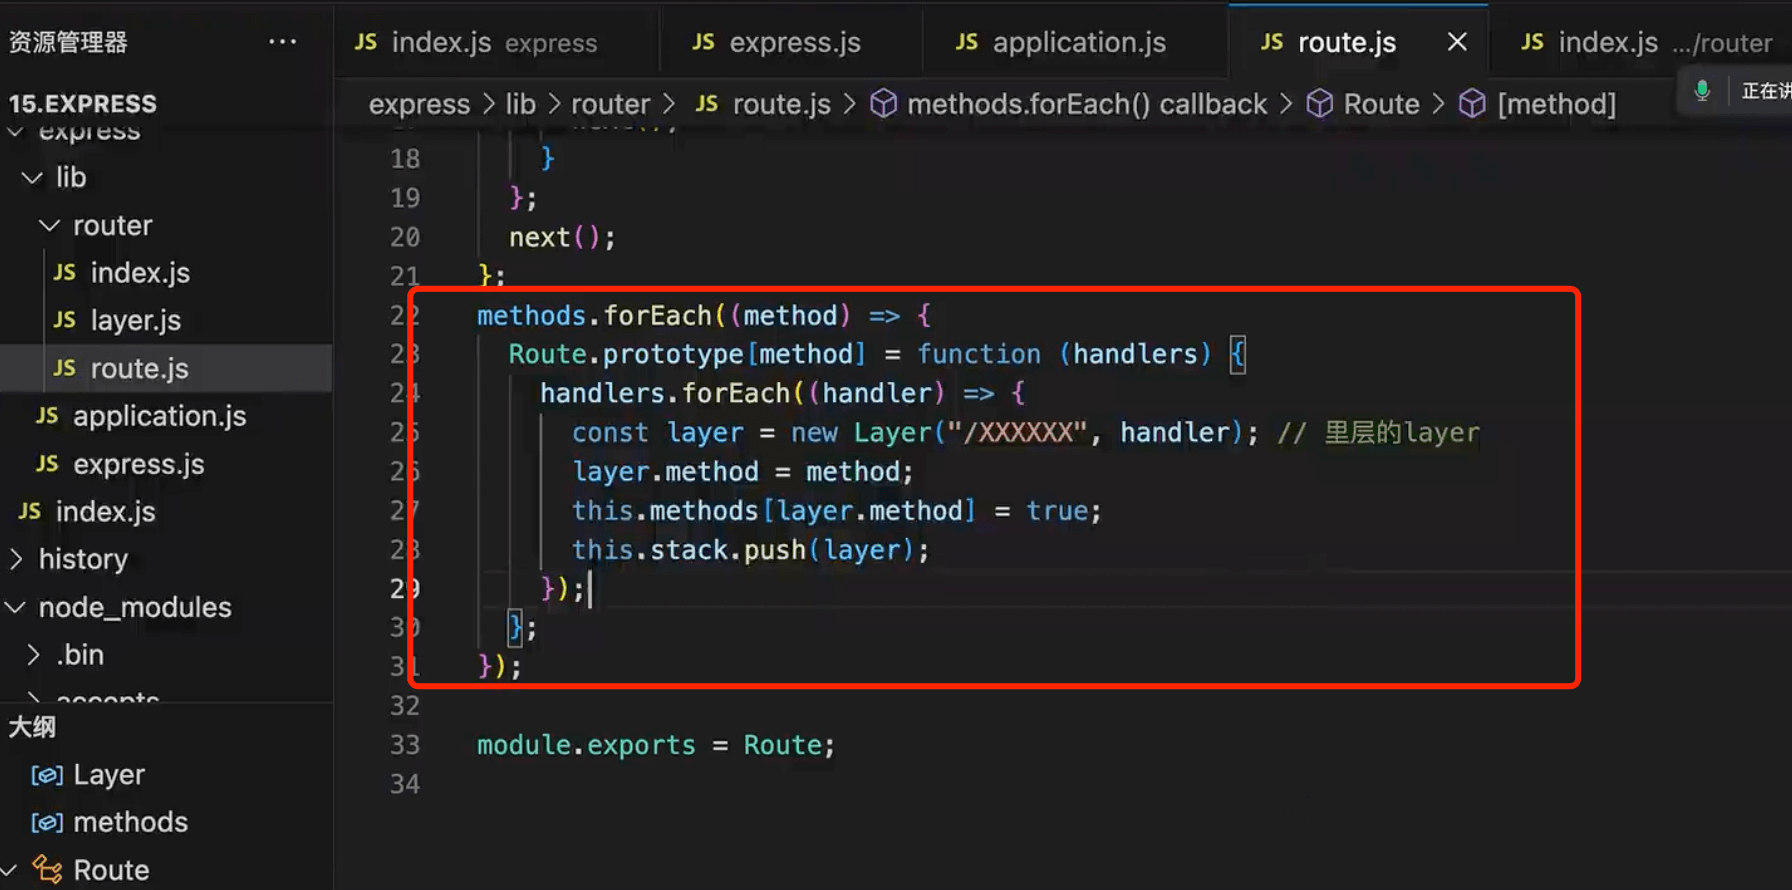 资源管理器 ···
JS index.js express
JS express.js
JS application.js
JS route.js ×
JS index.js .../router
15.EXPRESS
express > lib > router > JS route.js > methods.forEach() callback > Route > [method]
正在讲
express
lib
router
JS index.js
JS layer.js
JS route.js
JS application.js
JS express.js
JS index.js
history
node_modules
.bin
accepts
大纲
Layer
methods
Route
18 }
19 };
20 next();
21 };
22 methods.forEach((method) => {
23 Route.prototype[method] = function (handlers) {
24 handlers.forEach((handler) => {
25 const layer = new Layer("/XXXXXX", handler); // 里层的layer
26 layer.method = method;
27 this.methods[layer.method] = true;
28 this.stack.push(layer);
29 });
30 };
31 });
32
33 module.exports = Route;
34